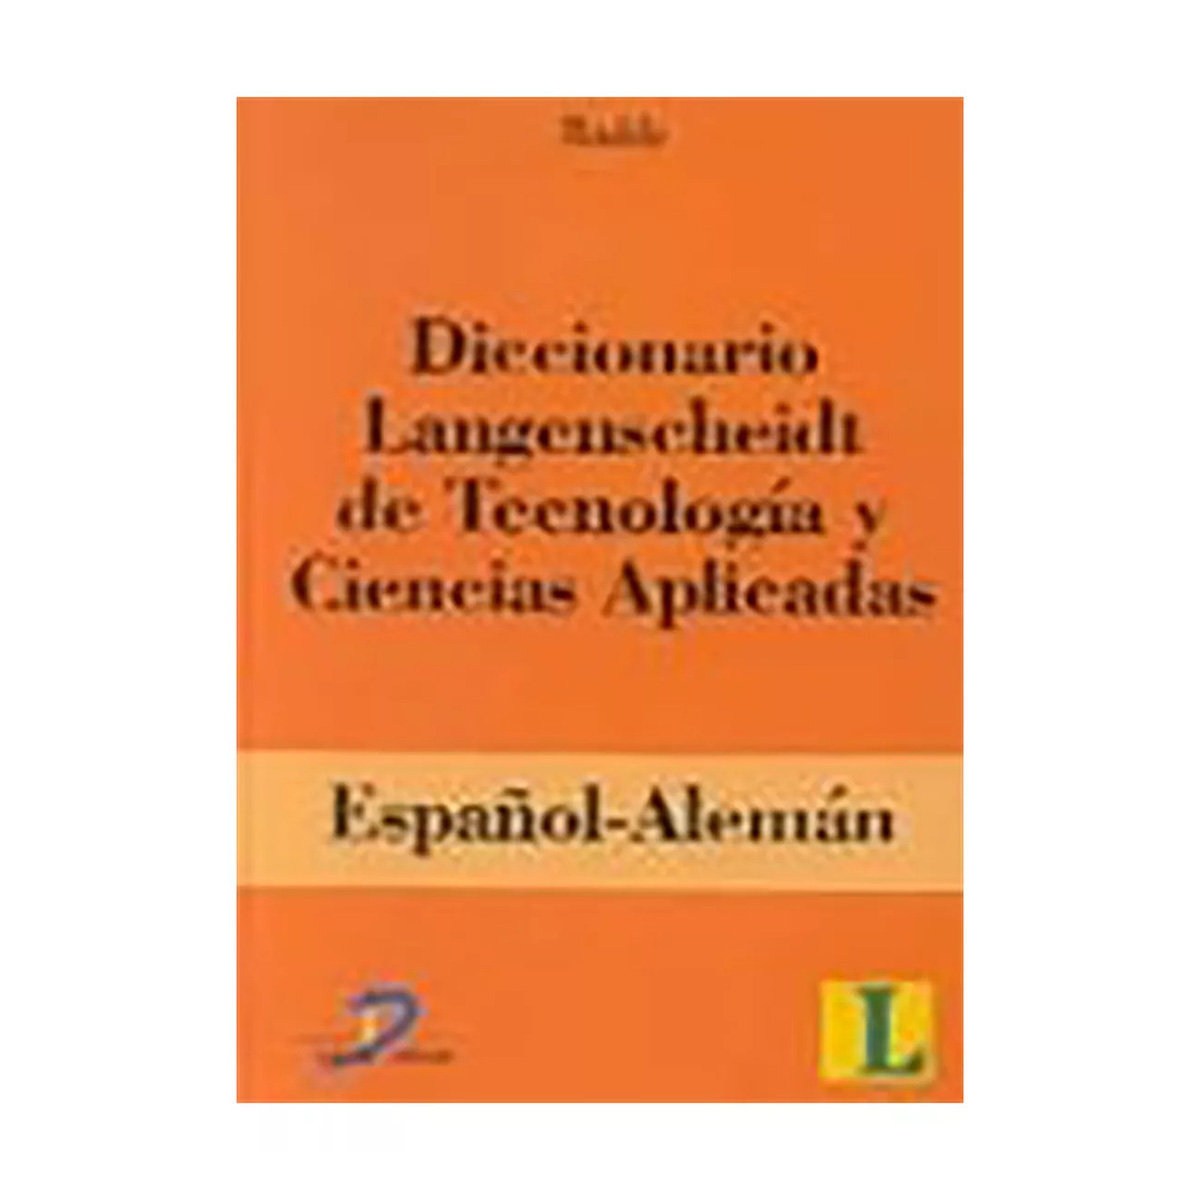 Diccionario
Langenscheidt
de Tecnología y
Ciencias Aplicadas
Español-Alemán
L